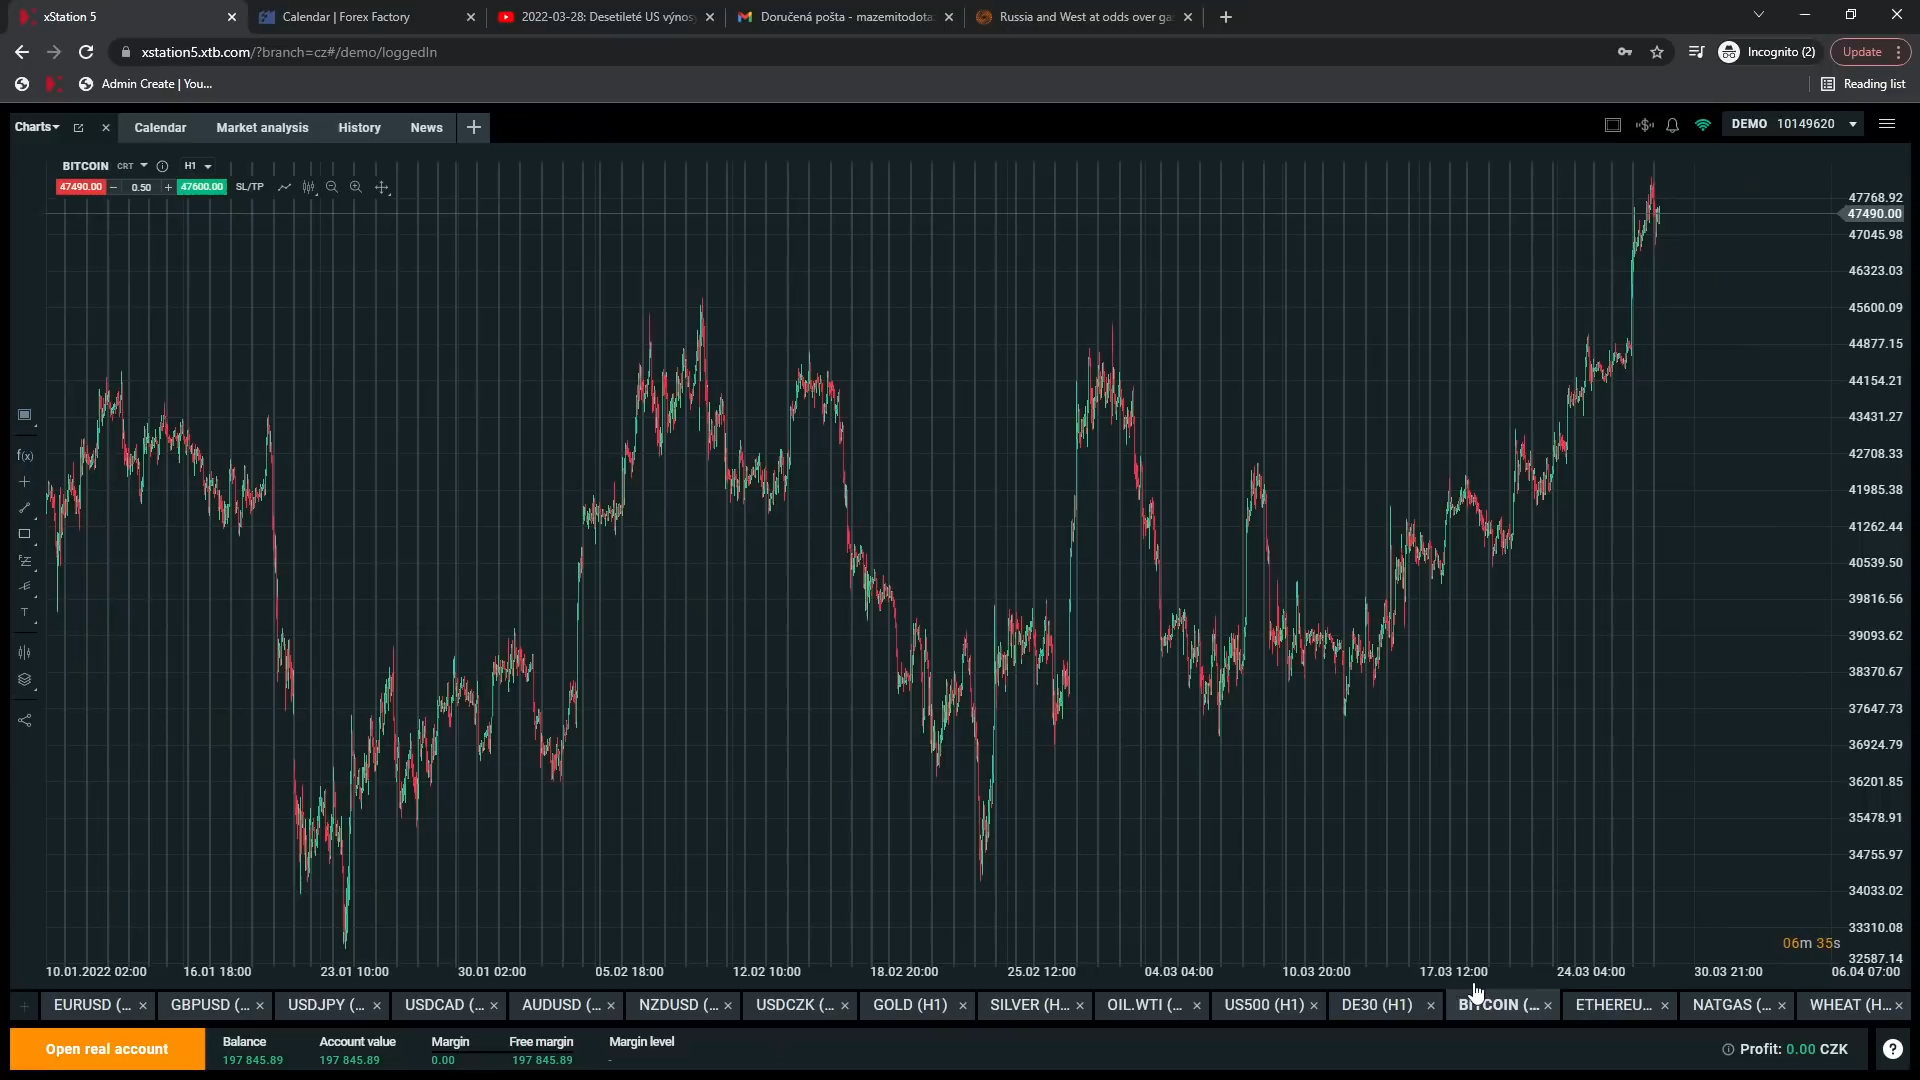 xStation 5
Calendar | Forex Factory
2022-03-28: Desetileté US výnos
Doručená pošta - mazemitodota
Russia and West at odds over ga
xstation5.xtb.com/?branch=cz#/demo/loggedIn
Incognito (2)
Update
Admin Create | You...
Reading list
Charts
Calendar
Market analysis
History
News
DEMO 10149620
BITCOIN CRT H1
47490.00 – 0.50 + 47600.00 SL/TP
f(x)
T
47768.92
47490.00
47045.98
46323.03
45600.09
44877.15
44154.21
43431.27
42708.33
41985.38
41262.44
40539.50
39816.56
39093.62
38370.67
37647.73
36924.79
36201.85
35478.91
34755.97
34033.02
33310.08
06m 35s
32587.14
10.01.2022 02:00 16.01 18:00 23.01 10:00 30.01 02:00 05.02 18:00 12.02 10:00 18.02 20:00 25.02 12:00 04.03 04:00 10.03 20:00 17.03 12:00 24.03 04:00 30.03 21:00 06.04 07:00
EURUSD (... GBPUSD (... USDJPY (... USDCAD (... AUDUSD (... NZDUSD (... USDCZK (... GOLD (H1) SILVER (H... OIL.WTI (... US500 (H1) DE30 (H1) BITCOIN (... ETHEREU... NATGAS (... WHEAT (H...
Open real account
Balance Account value Margin Free margin Margin level
197 845.89 197 845.89 0.00 197 845.89 -
Profit: 0.00 CZK
?